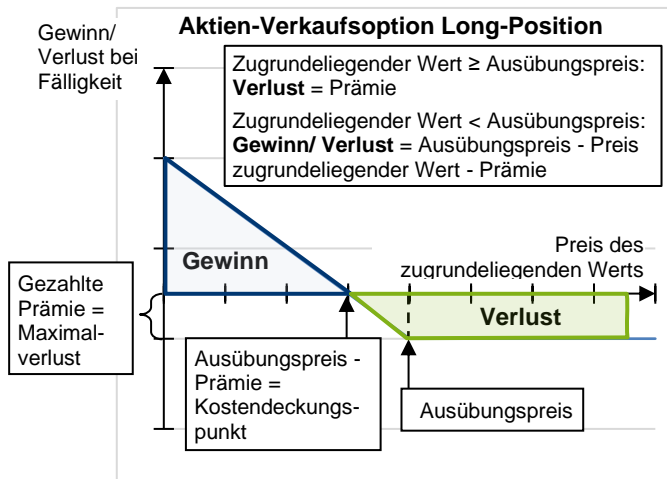 Aktien-Verkaufsoption Long-Position
Gewinn/
Verlust bei
Fälligkeit
Zugrundeliegender Wert ≥ Ausübungspreis:
Verlust = Prämie
Zugrundeliegender Wert < Ausübungspreis:
Gewinn/ Verlust = Ausübungspreis - Preis
zugrundeliegender Wert - Prämie
Preis des
zugrundeliegenden Werts
Gewinn
Verlust
Gezahlte
Prämie =
Maximal-
verlust
Ausübungspreis -
Prämie =
Kostendeckungs-
punkt
Ausübungspreis